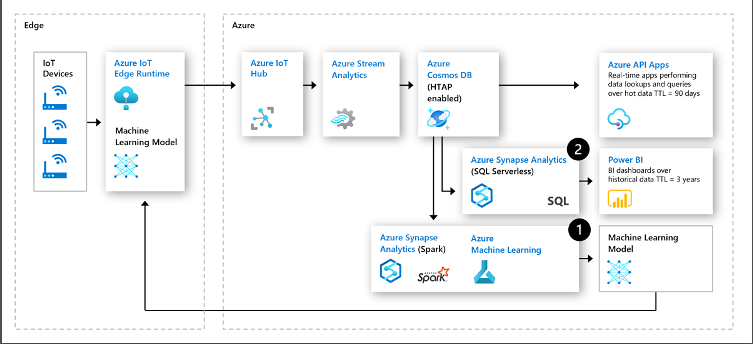 Edge
Azure
IoT
Devices
Azure IoT
Edge Runtime
Machine
Learning Model
Azure IoT
Hub
Azure Stream
Analytics
Azure
Cosmos DB
(HTAP
enabled)
Azure API Apps
Real-time apps performing
data lookups and queries
over hot data TTL = 90 days
2
Azure Synapse Analytics
(SQL Serverless)
SQL
Power BI
BI dashboards over
historical data TTL = 3 years
1
Azure Synapse
Analytics (Spark)
APACHE
Spark
Azure
Machine Learning
Machine Learning
Model